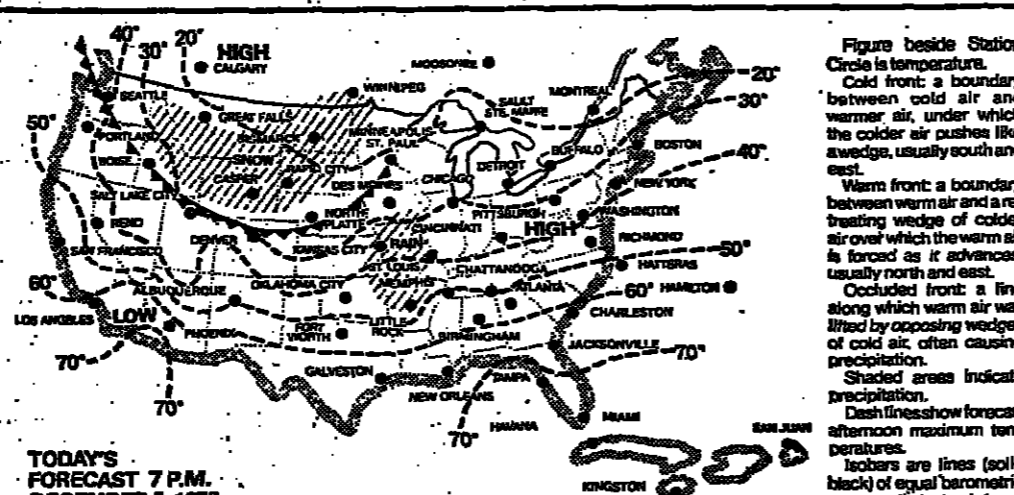 40°
30°
20°
HIGH
CALGARY
MOOSONEE
WINNIPEG
MONTREAL
20°
SEATTLE
GREAT FALLS
SAULT
STE. MARIE
30°
50°
PORTLAND
BISMARCK
MINNEAPOLIS
ST. PAUL
BUFFALO
BOSTON
BOISE
SNOW
RAPID CITY
DETROIT
40°
CASPER
DES MOINES
CHICAGO
NEW YORK
SALT LAKE CITY
NORTH
PLATTE
PITTSBURGH
WASHINGTON
RENO
CINCINNATI
HIGH
SAN FRANCISCO
DENVER
KANSAS CITY
RAIN
RICHMOND
50°
ST. LOUIS
CHATTANOOGA
HATTERAS
60°
ALBUQUERQUE
OKLAHOMA CITY
MEMPHIS
ATLANTA
60°
HAMILTON
LOS ANGELES
LOW
PHOENIX
FORT
WORTH
LITTLE
ROCK
BIRMINGHAM
CHARLESTON
70°
JACKSONVILLE
70°
GALVESTON
TAMPA
NEW ORLEANS
70°
70°
HAVANA
MIAMI
SAN JUAN
KINGSTON
TODAY'S
FORECAST 7 P.M.
Figure beside Station
Circle is temperature.
Cold front: a boundary
between cold air and
warmer air, under which
the colder air pushes like
a wedge, usually south and
east.
Warm front: a boundary
between warm air and a re
treating wedge of colder
air over which the warm air
is forced as it advances
usually north and east.
Occluded front: a line
along which warm air was
lifted by opposing wedges
of cold air, often causing
precipitation.
Shaded areas indicate
precipitation.
Dash lines show forecast
afternoon maximum tem
peratures.
Isobars are lines (solid
black) of equal barometric